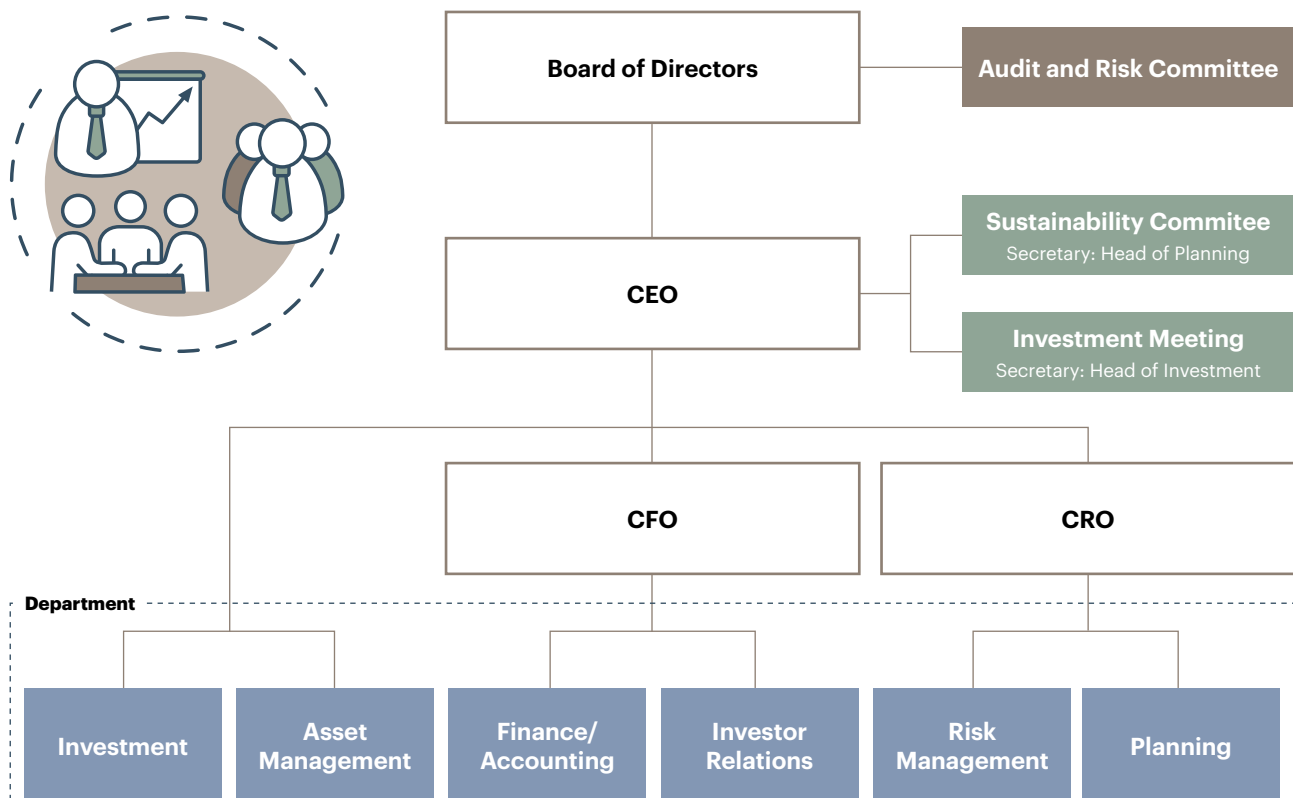 Board of Directors
Audit and Risk Committee
Sustainability Commitee
Secretary: Head of Planning
CEO
Investment Meeting
Secretary: Head of Investment
CFO
CRO
Department
Investment
Asset
Management
Finance/
Accounting
Investor
Relations
Risk
Management
Planning